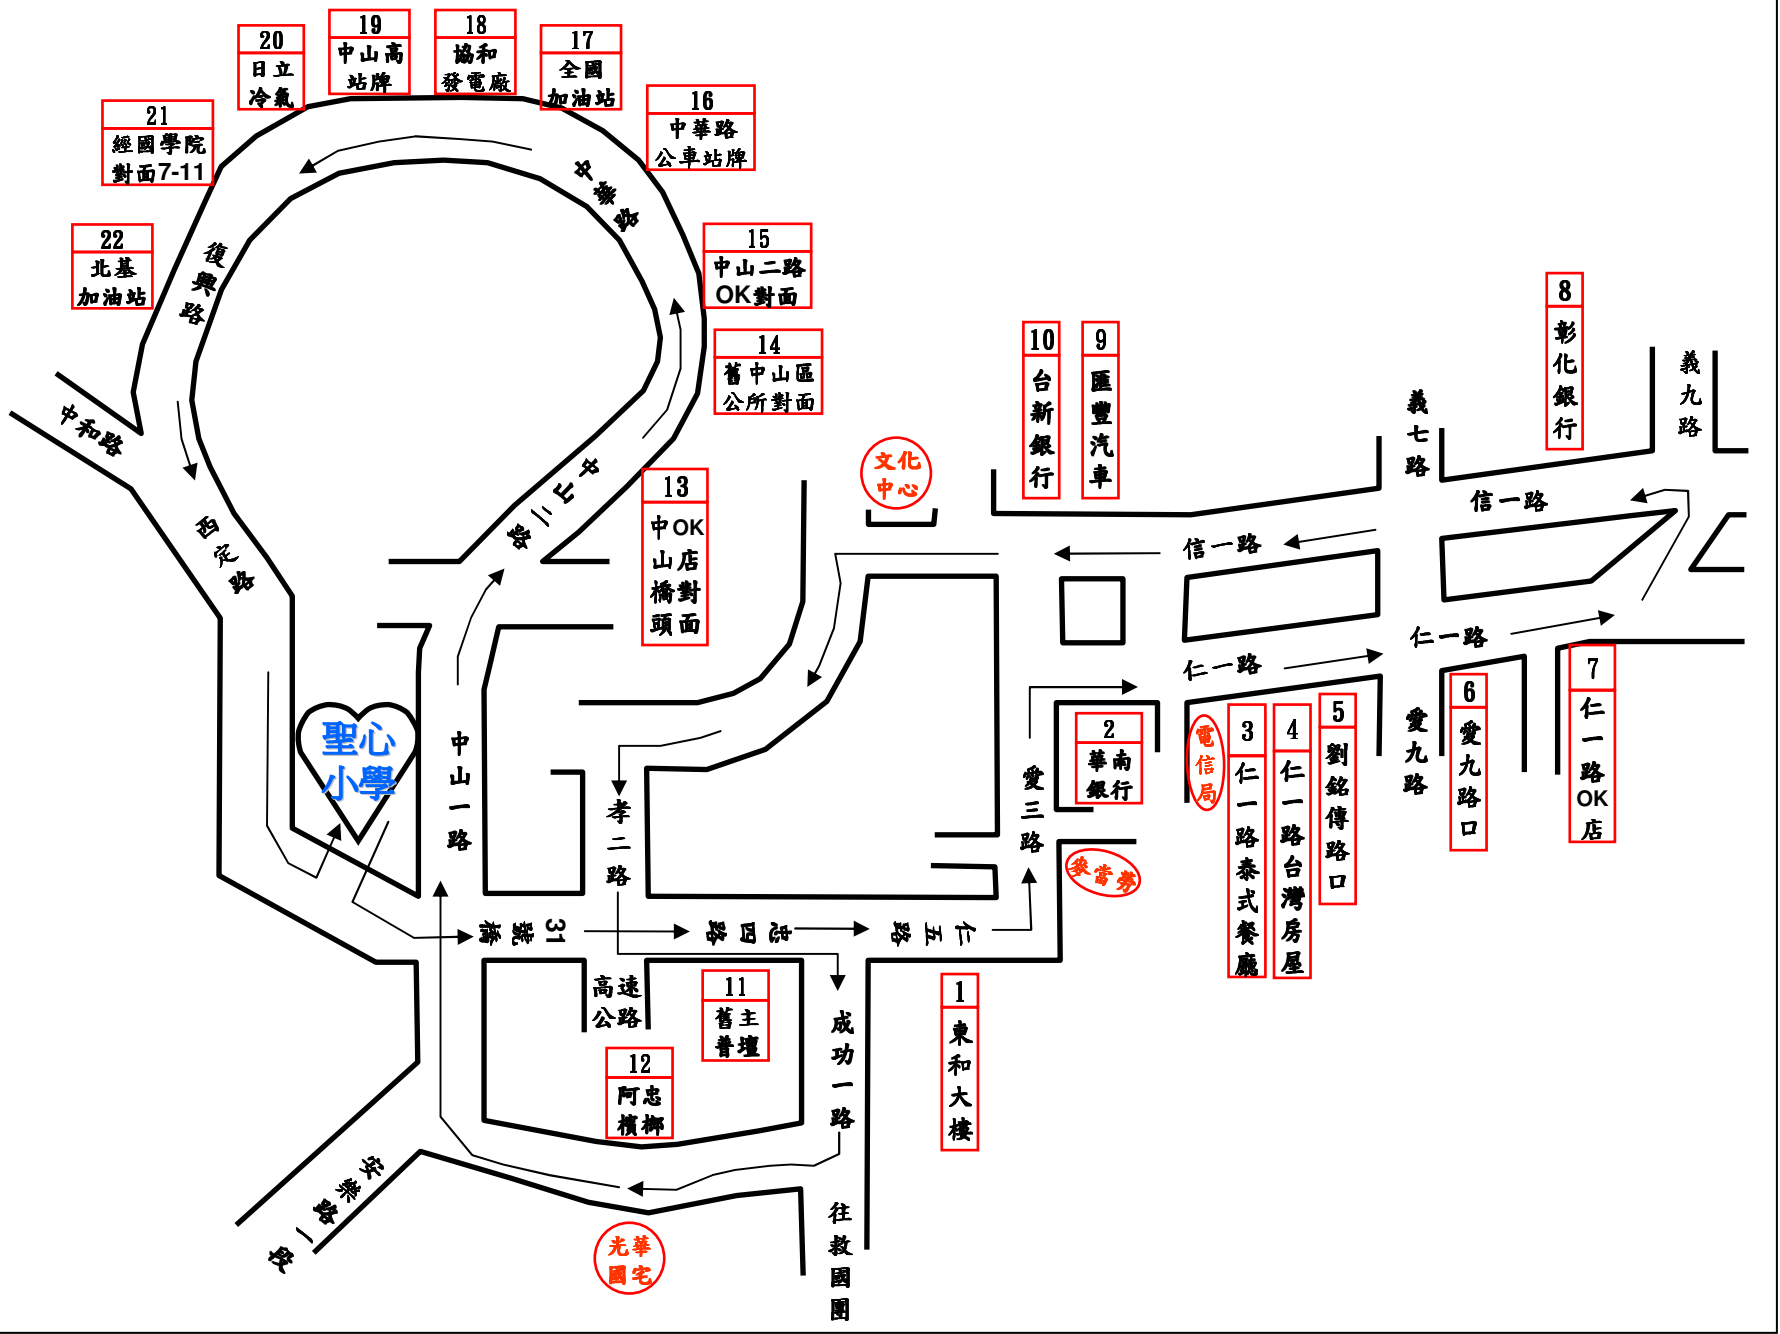 19
中山高
站牌
18
協和
發電廠
20
日立
冷氣
17
全國
加油站
16
中華路
公車站牌
21
經國學院
對面7-11
中華路
22
北基
加油站
復興路
15
中山二路
OK對面
14
舊中山區
公所對面
8
彰化銀行
10
台新銀行
9
匯豐汽車
義九路
義七路
中和路
文化
中心
13
中OK
山店
橋對
頭面
中山二路
信一路
信一路
西定路
仁一路
仁一路
聖心
小學
中山一路
孝二路
愛三路
2
華南
銀行
電信局
3
仁一路泰式餐廳
4
仁一路台灣房屋
5
劉銘傳路口
愛九路
6
愛九路口
7
仁一路
OK
店
麥當勞
31號橋
忠四路
仁五路
高速
公路
11
舊主
普壇
12
阿忠
檳榔
成功一路
1
東和大樓
安樂路一段
往救國團
光華
國宅